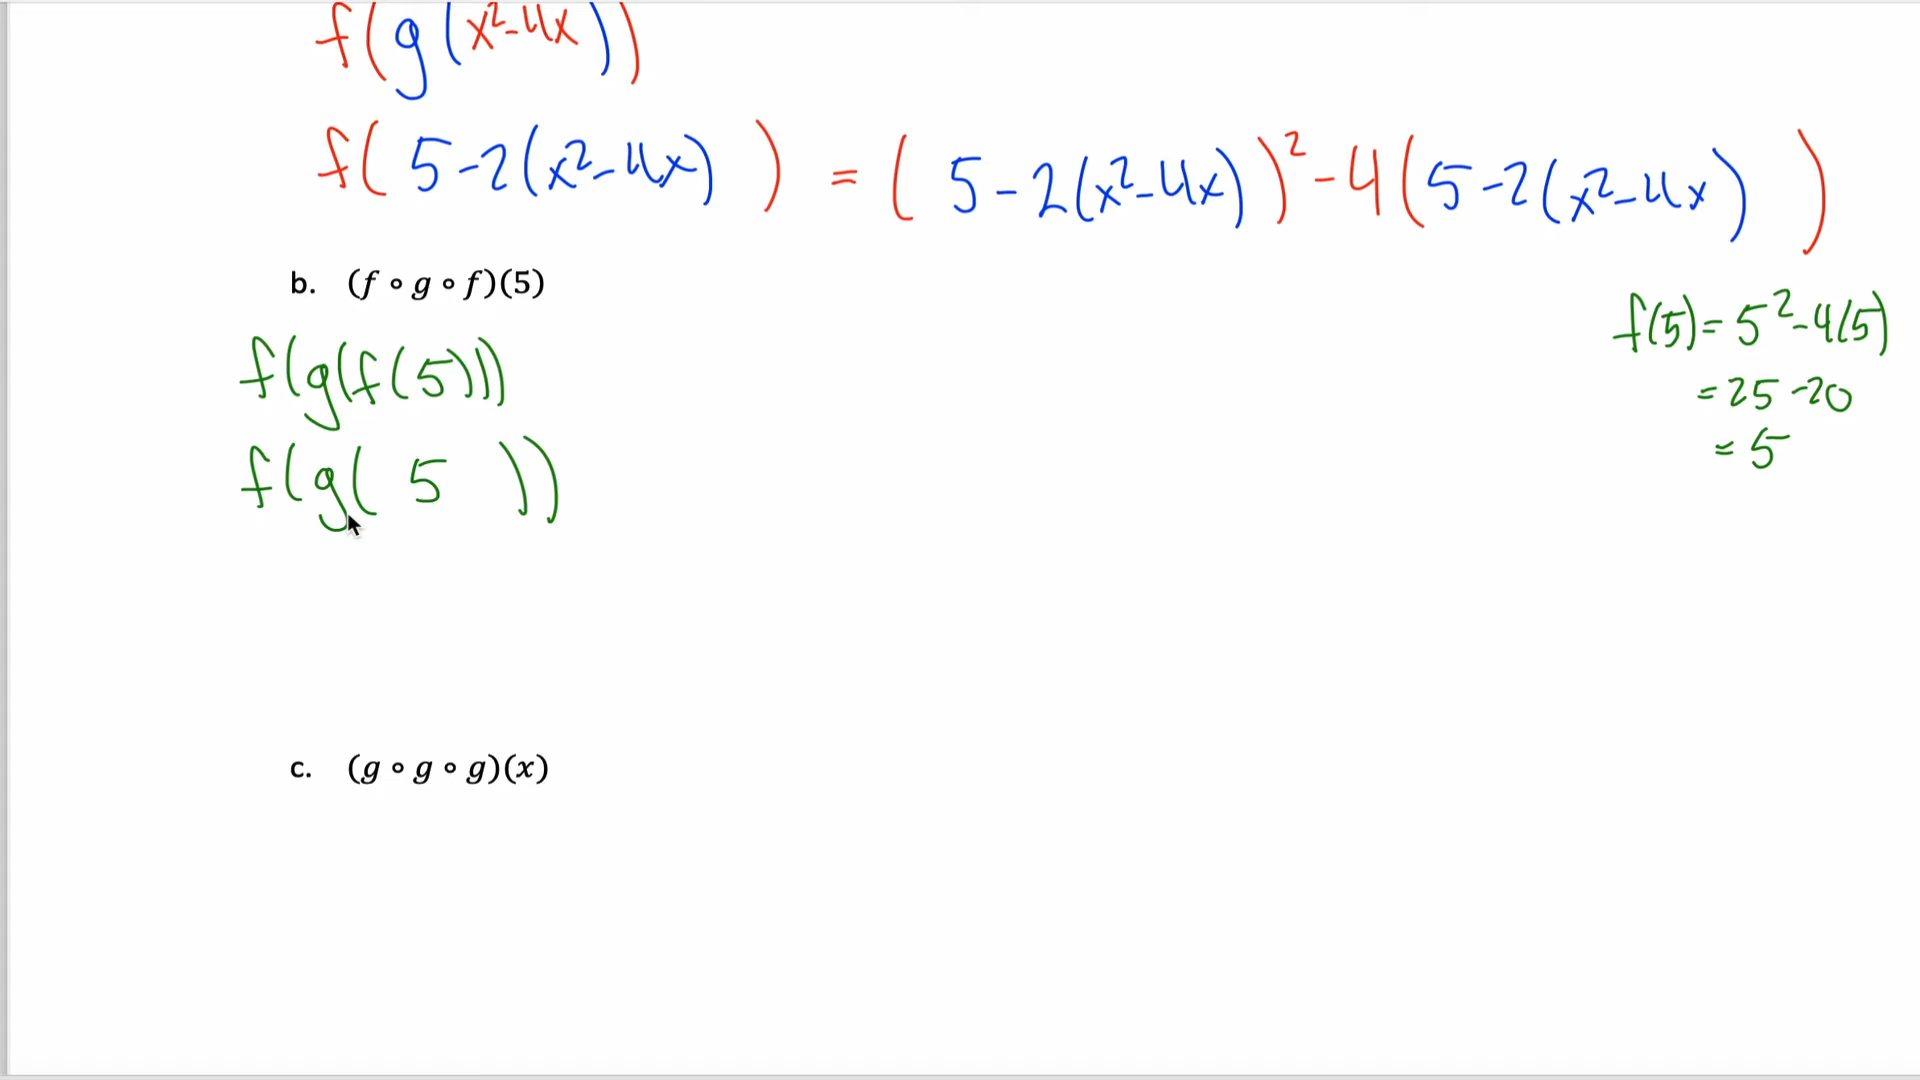 f(g(x²-4x))
f( 5-2(x²-4x) ) = ( 5-2(x²-4x))²-4(5-2(x²-4x) )
b. (f ∘ g ∘ f)(5)
f(g(f(5)))
f(g( 5 ))
f(5)= 5²-4(5)
= 25-20
= 5
c. (g ∘ g ∘ g)(x)